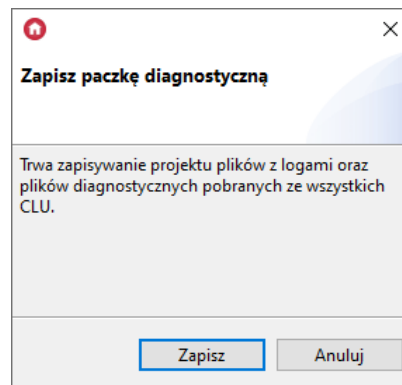 Zapisz paczkę diagnostyczną
Trwa zapisywanie projektu plików z logami oraz
plików diagnostycznych pobranych ze wszystkich
CLU.
Zapisz
Anuluj